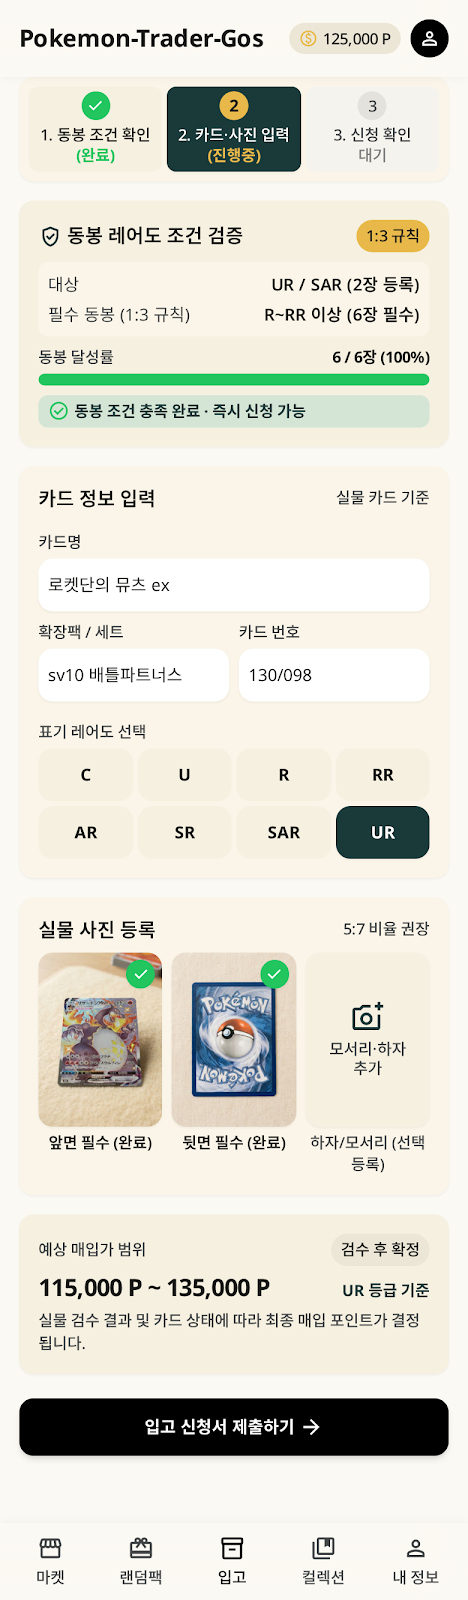 Pokemon-Trader-Gos
125,000 P
2
3
1. 동봉 조건 확인
(완료)
2. 카드·사진 입력
(진행중)
3. 신청 확인
대기
동봉 레어도 조건 검증
1:3 규칙
대상
UR / SAR (2장 등록)
필수 동봉 (1:3 규칙)
R~RR 이상 (6장 필수)
동봉 달성률
6 / 6장 (100%)
동봉 조건 충족 완료 · 즉시 신청 가능
카드 정보 입력
실물 카드 기준
카드명
로켓단의 뮤츠 ex
확장팩 / 세트
카드 번호
sv10 배틀파트너스
130/098
표기 레어도 선택
C
U
R
RR
AR
SR
SAR
UR
실물 사진 등록
5:7 비율 권장
Pokémon
Pokémon
모서리·하자
추가
앞면 필수 (완료)
뒷면 필수 (완료)
하자/모서리 (선택
등록)
예상 매입가 범위
검수 후 확정
115,000 P ~ 135,000 P
UR 등급 기준
실물 검수 결과 및 카드 상태에 따라 최종 매입 포인트가 결정
됩니다.
입고 신청서 제출하기
마켓
랜덤팩
입고
컬렉션
내 정보